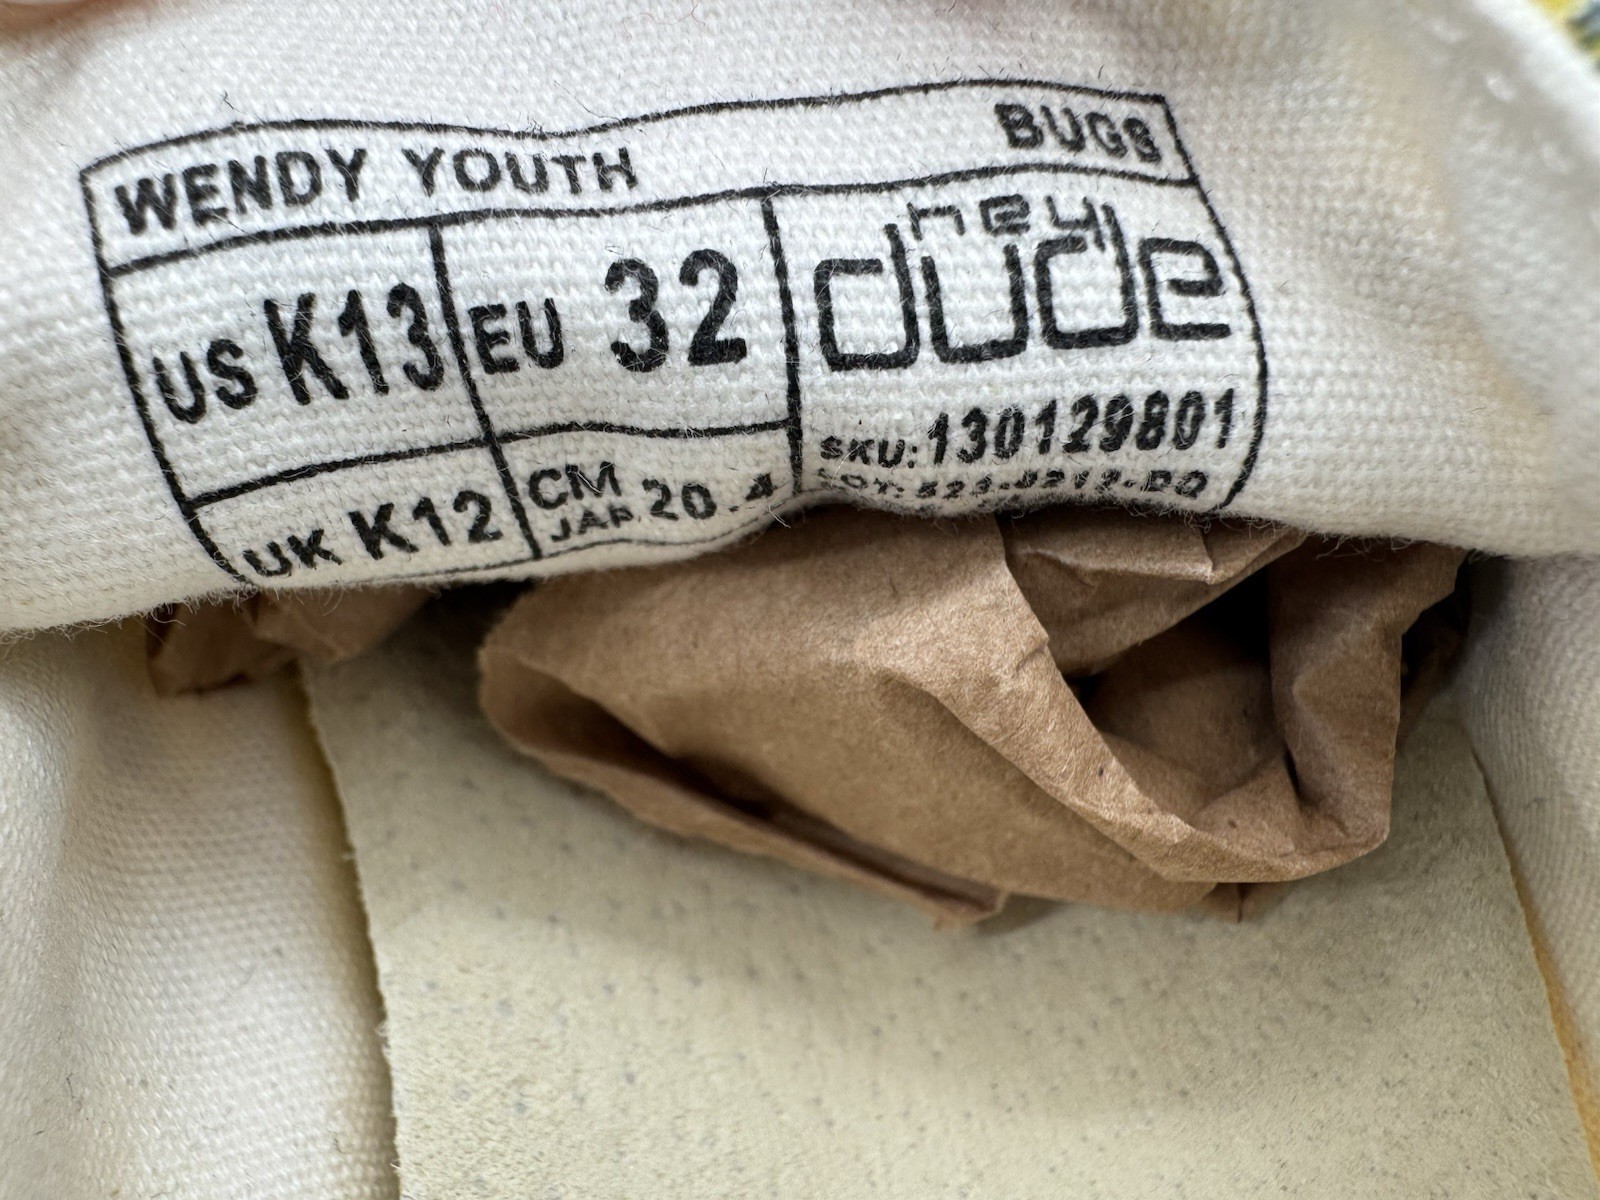 WENDY YOUTH BUGS
US K13 EU 32 hey dude
SKU: 130129801
UK K12 CM JAP. 20.4